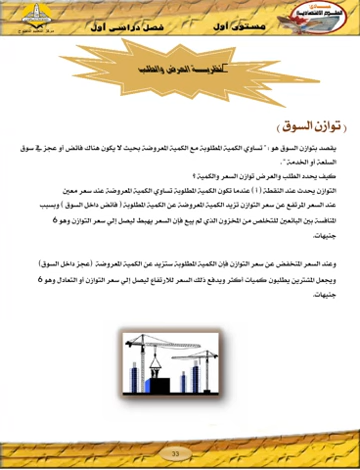 مستوى أول
فصل دراسى أول
نظرية العرض والطلب
( توازن السوق )
يقصد بتوازن السوق هو : " تساوي الكمية المطلوبة مع الكمية المعروضة بحيث لا يكون هناك فائض أو عجز في سوق
السلعة أو الخدمة " .
كيف يحدد الطلب والعرض توازن السعر والكمية ؟
التوازن يحدث عند النقطة ( أ ) عندما تكون الكمية المطلوبة تساوي الكمية المعروضة عند سعر معين
عند السعر المرتفع عن سعر التوازن تزيد الكمية المعروضة عن الكمية المطلوبة ( فائض داخل السوق ) وبسبب
المنافسة بين البائعين للتخلص من المخزون الذي لم يبع فإن السعر يهبط ليصل إلي سعر التوازن وهو 6
جنيهات.
وعند السعر المنخفض عن سعر التوازن فإن الكمية المطلوبة ستزيد عن الكمية المعروضة (عجز داخل السوق)
ويجعل المشترين يطلبون كميات أكثر ويدفع ذلك السعر للارتفاع ليصل إلي سعر التوازن أو التعادل وهو 6
جنيهات.
33